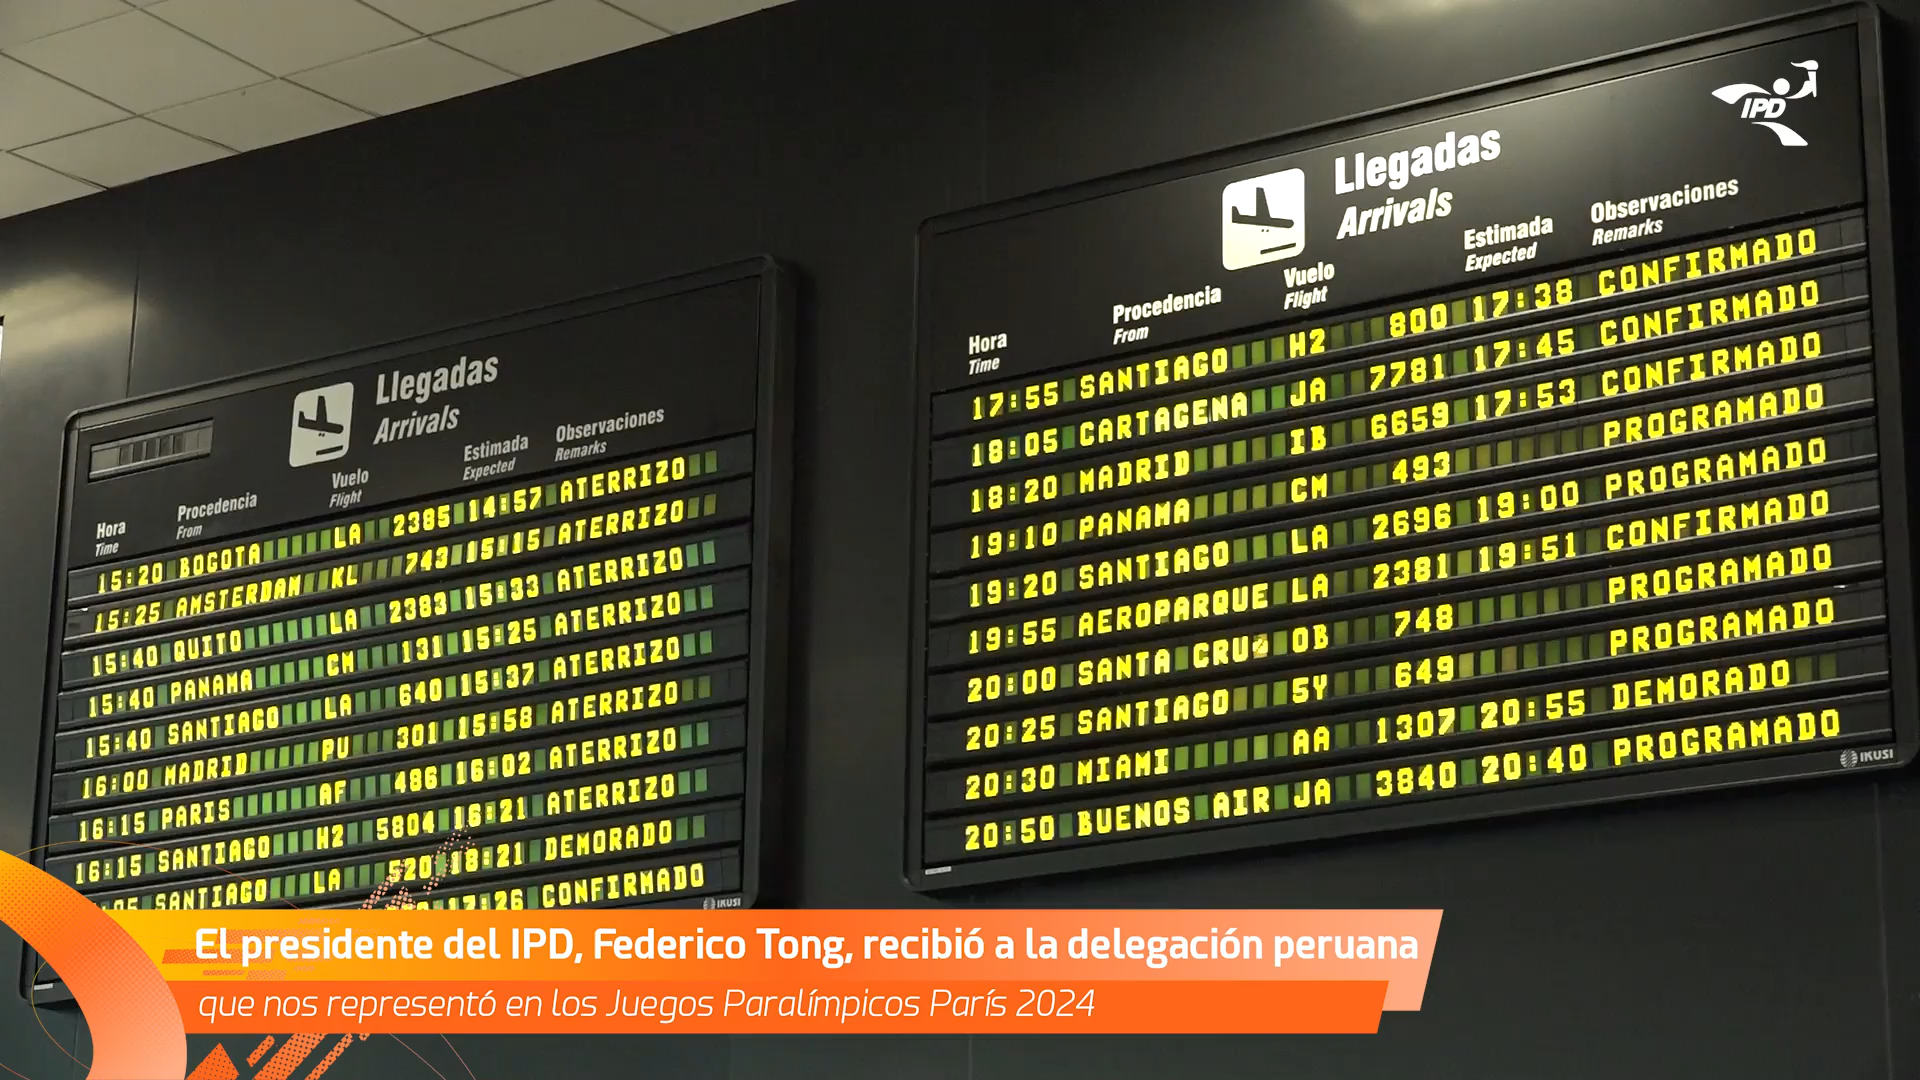 Llegadas
Arrivals
Hora Procedencia Vuelo Estimada Observaciones
Time From Flight Expected Remarks
15:20 BOGOTA LA 2385 14:57 ATERRIZO
15:25 AMSTERDAM KL 743 15:15 ATERRIZO
15:40 QUITO LA 2383 15:33 ATERRIZO
15:40 PANAMA CM 131 15:25 ATERRIZO
15:40 SANTIAGO LA 640 15:37 ATERRIZO
16:00 MADRID PU 301 15:58 ATERRIZO
16:15 PARIS AF 486 16:02 ATERRIZO
16:15 SANTIAGO H2 5804 16:21 ATERRIZO
SANTIAGO LA 520 18:21 DEMORADO
17:26 CONFIRMADO
IKUSI
IPD
Llegadas
Arrivals
Hora Procedencia Vuelo Estimada Observaciones
Time From Flight Expected Remarks
17:55 SANTIAGO H2 800 17:38 CONFIRMADO
18:05 CARTAGENA JA 7781 17:45 CONFIRMADO
18:20 MADRID IB 6659 17:53 CONFIRMADO
19:10 PANAMA CM 493 PROGRAMADO
19:20 SANTIAGO LA 2696 19:00 PROGRAMADO
19:55 AEROPARQUE LA 2381 19:51 CONFIRMADO
20:00 SANTA CRUZ OB 748 PROGRAMADO
20:25 SANTIAGO 5Y 649 PROGRAMADO
20:30 MIAMI AA 1307 20:55 DEMORADO
20:50 BUENOS AIR JA 3840 20:40 PROGRAMADO
IKUSI
El presidente del IPD, Federico Tong, recibió a la delegación peruana
que nos representó en los Juegos Paralímpicos París 2024